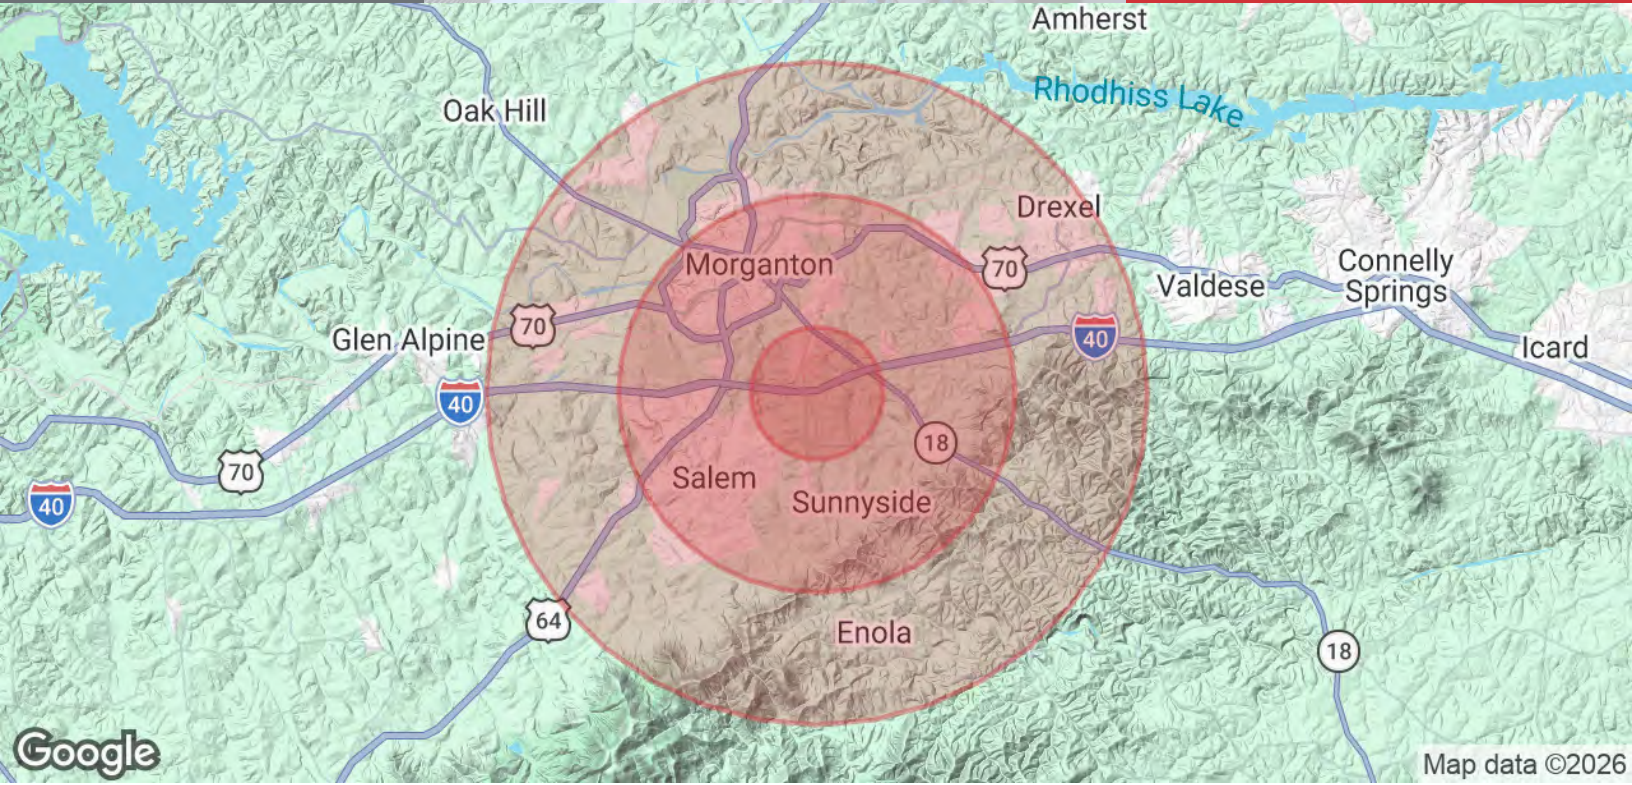 Amherst
Rhodhiss Lake
Oak Hill
Drexel
Morganton
70
Connelly
Springs
Valdese
70
Glen Alpine
40
Icard
40
18
70
Salem
40
Sunnyside
64
Enola
18
Google
Map data ©2026